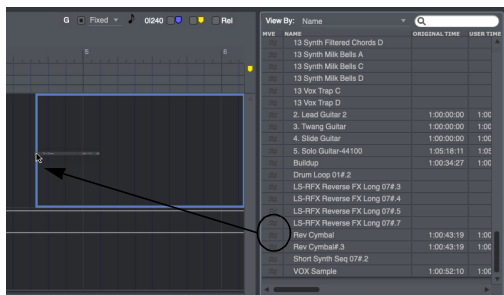 G Fixed 0l240 Rel
5 6
View By: Name
MVE NAME ORIGINAL TIME USER TIME
13 Synth Filtered Chords D
13 Synth Milk Bells A
13 Synth Milk Bells C
13 Synth Milk Bells D
13 Vox Trap C
13 Vox Trap D
2. Lead Guitar 2 1:00:00:00 1:00
3. Twang Guitar 1:00:00:00 1:00
4. Slide Guitar 1:00:00:00 1:00
5. Solo Guitar-44100 1:05:18:11 1:05
Buildup 1:00:34:27 1:00
Drum Loop 01#.2
LS-RFX Reverse FX Long 07#.3
LS-RFX Reverse FX Long 07#.4
LS-RFX Reverse FX Long 07#.5
LS-RFX Reverse FX Long 07#.7
Rev Cymbal 1:00:43:19 1:00
Rev Cymbal#.3 1:00:43:19 1:00
Short Synth Seq 07#.2
VOX Sample 1:00:52:10 1:00